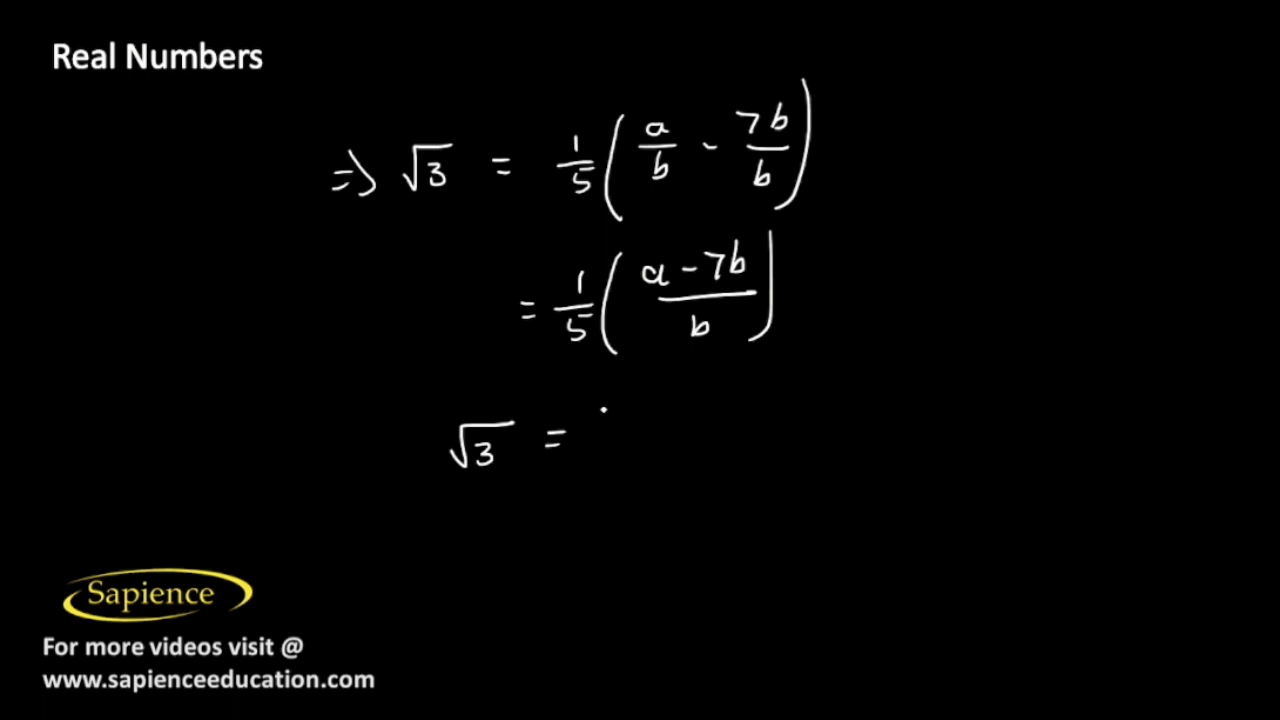 Real Numbers
⇒ √3 = 1/5 ( a/b - 7b/b )
= 1/5 ( (a - 7b)/b )
√3 =
Sapience
For more videos visit @
www.sapienceeducation.com